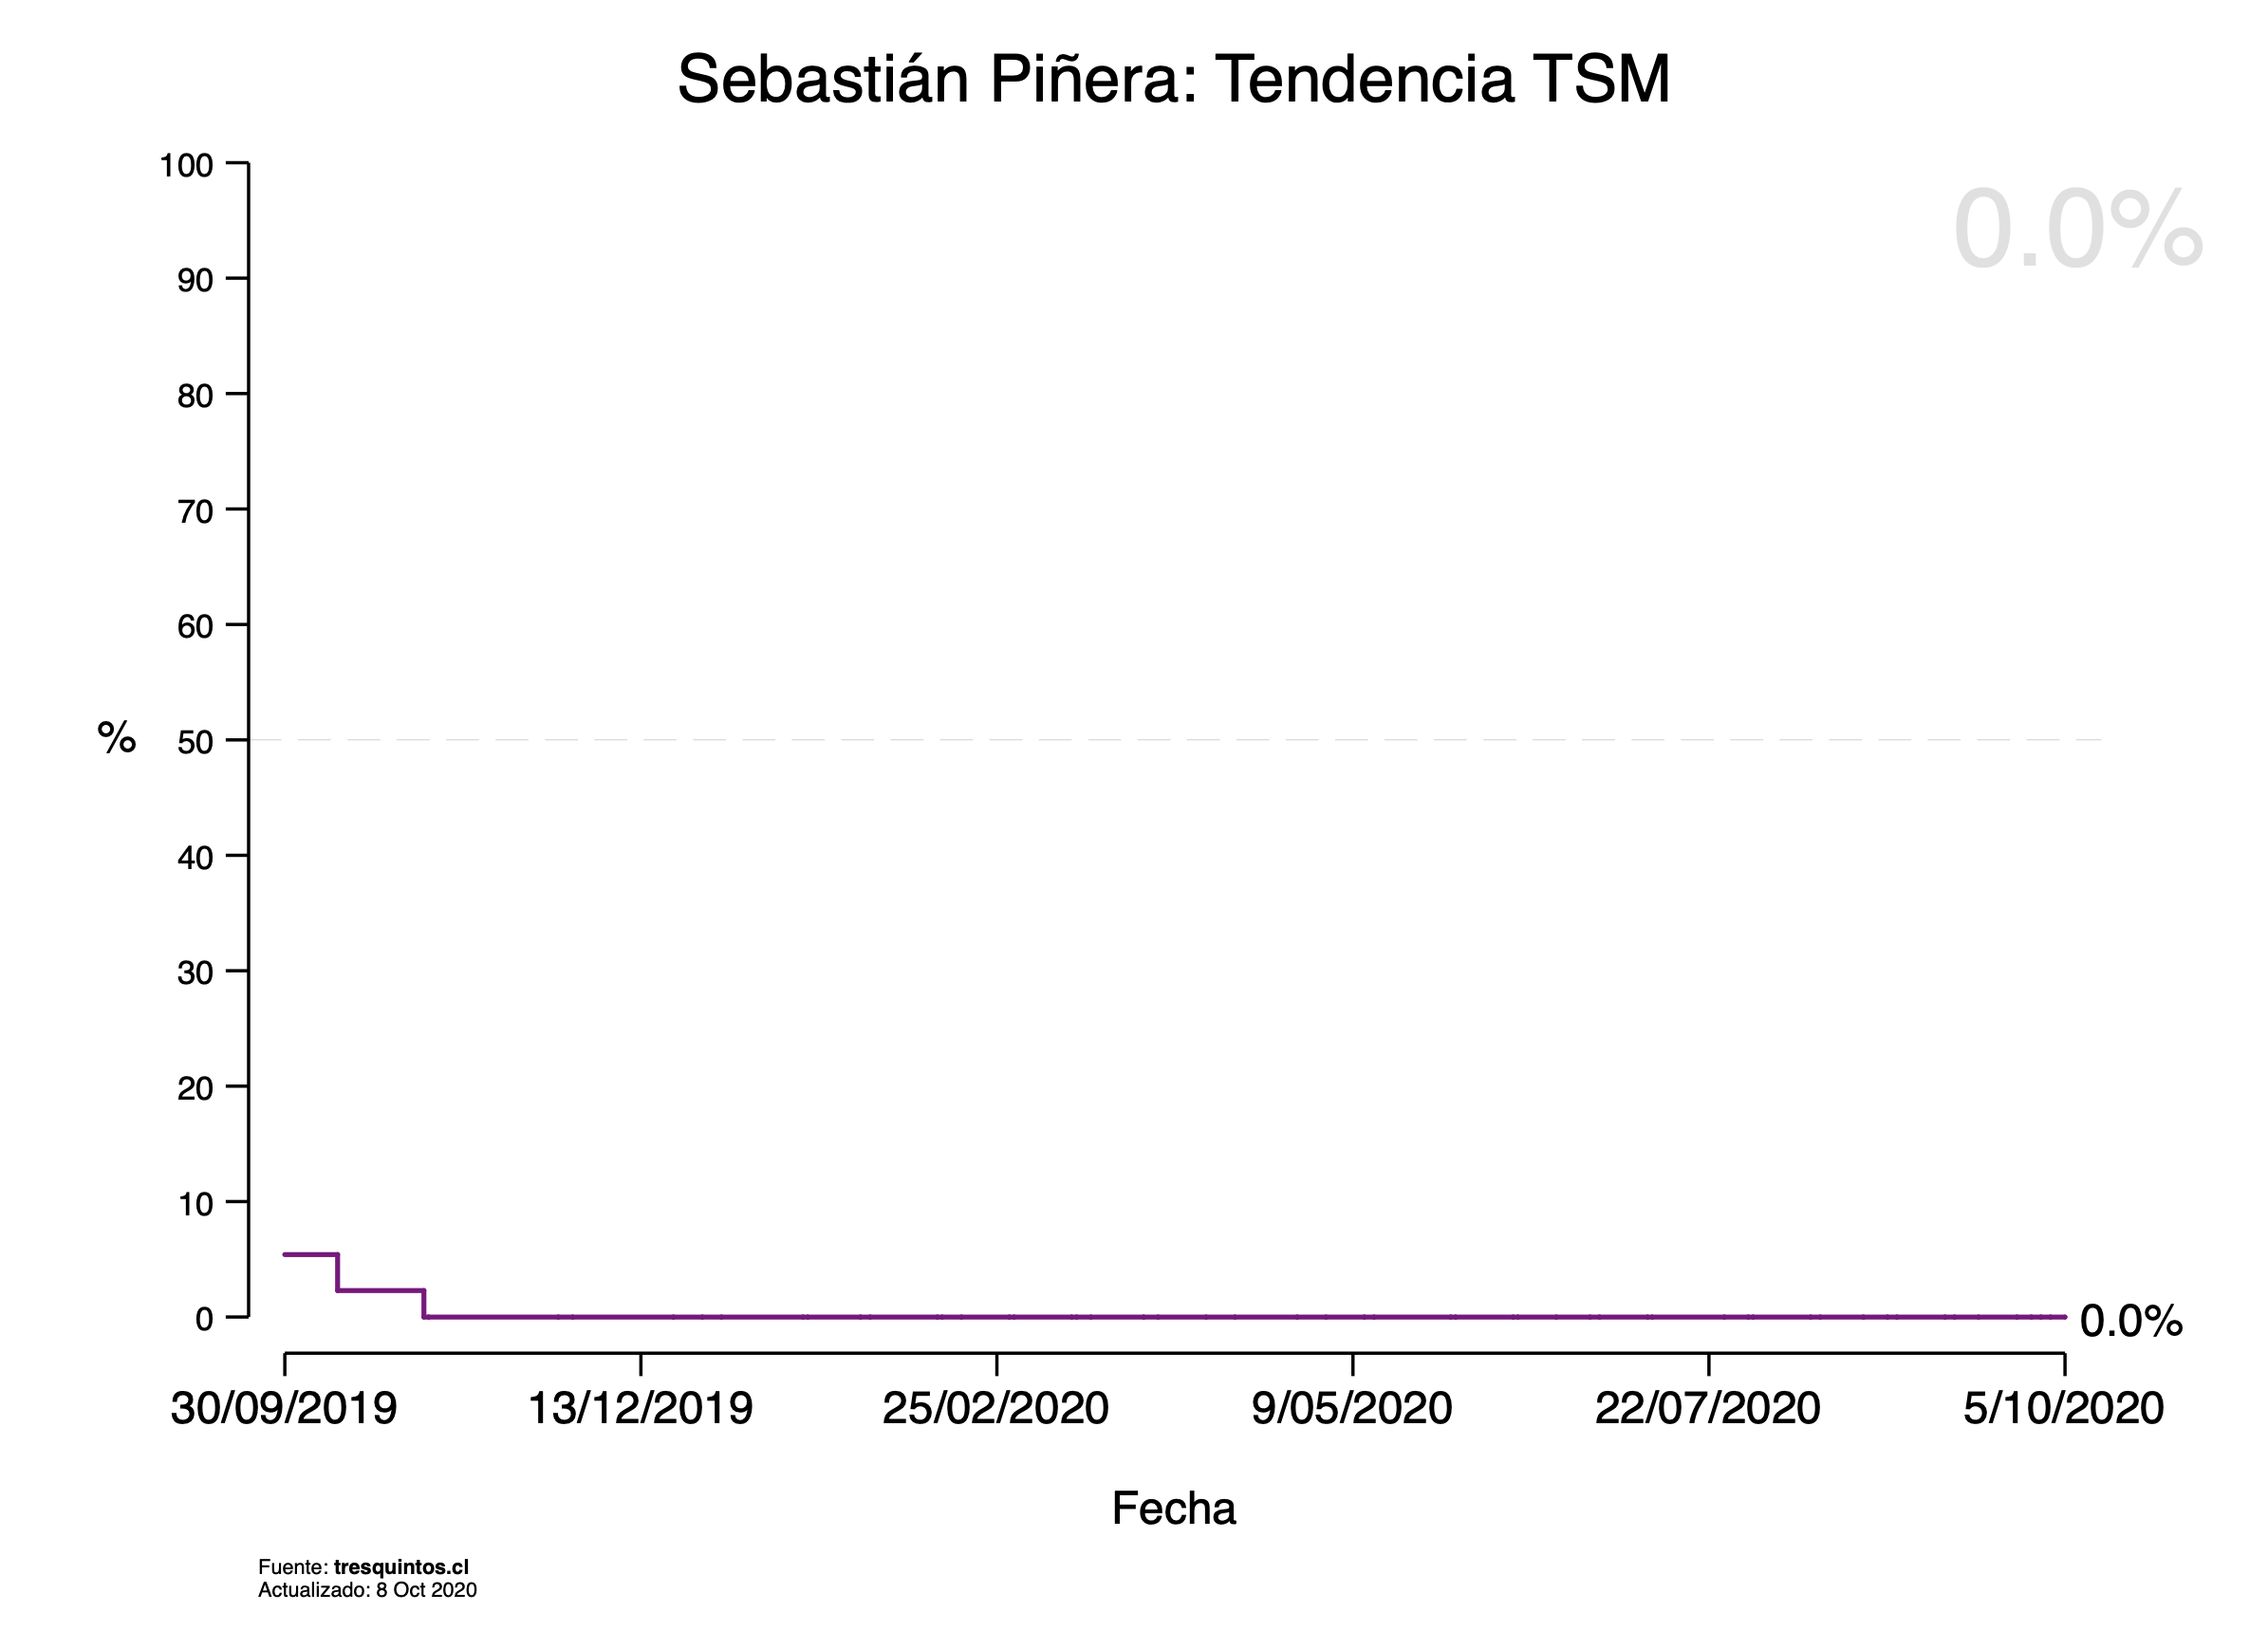 Sebastián Piñera: Tendencia TSM
100
0.0%
90
80
70
60
% 50
40
30
20
10
0
0.0%
30/09/2019 13/12/2019 25/02/2020 9/05/2020 22/07/2020 5/10/2020
Fecha
Fuente: tresquintos.cl
Actualizado: 8 Oct 2020